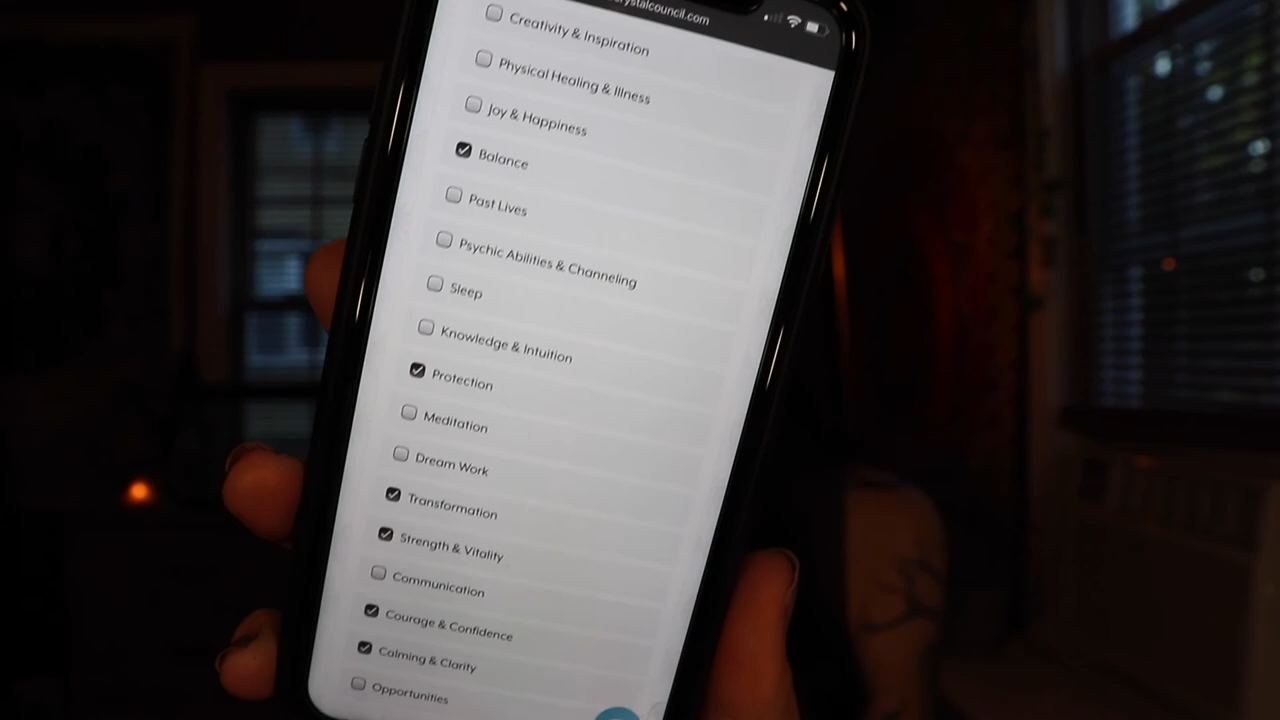 rystalcouncil.com
Creativity & Inspiration
Physical Healing & Illness
Joy & Happiness
Balance
Past Lives
Psychic Abilities & Channeling
Sleep
Knowledge & Intuition
Protection
Meditation
Dream Work
Transformation
Strength & Vitality
Communication
Courage & Confidence
Calming & Clarity
Opportunities